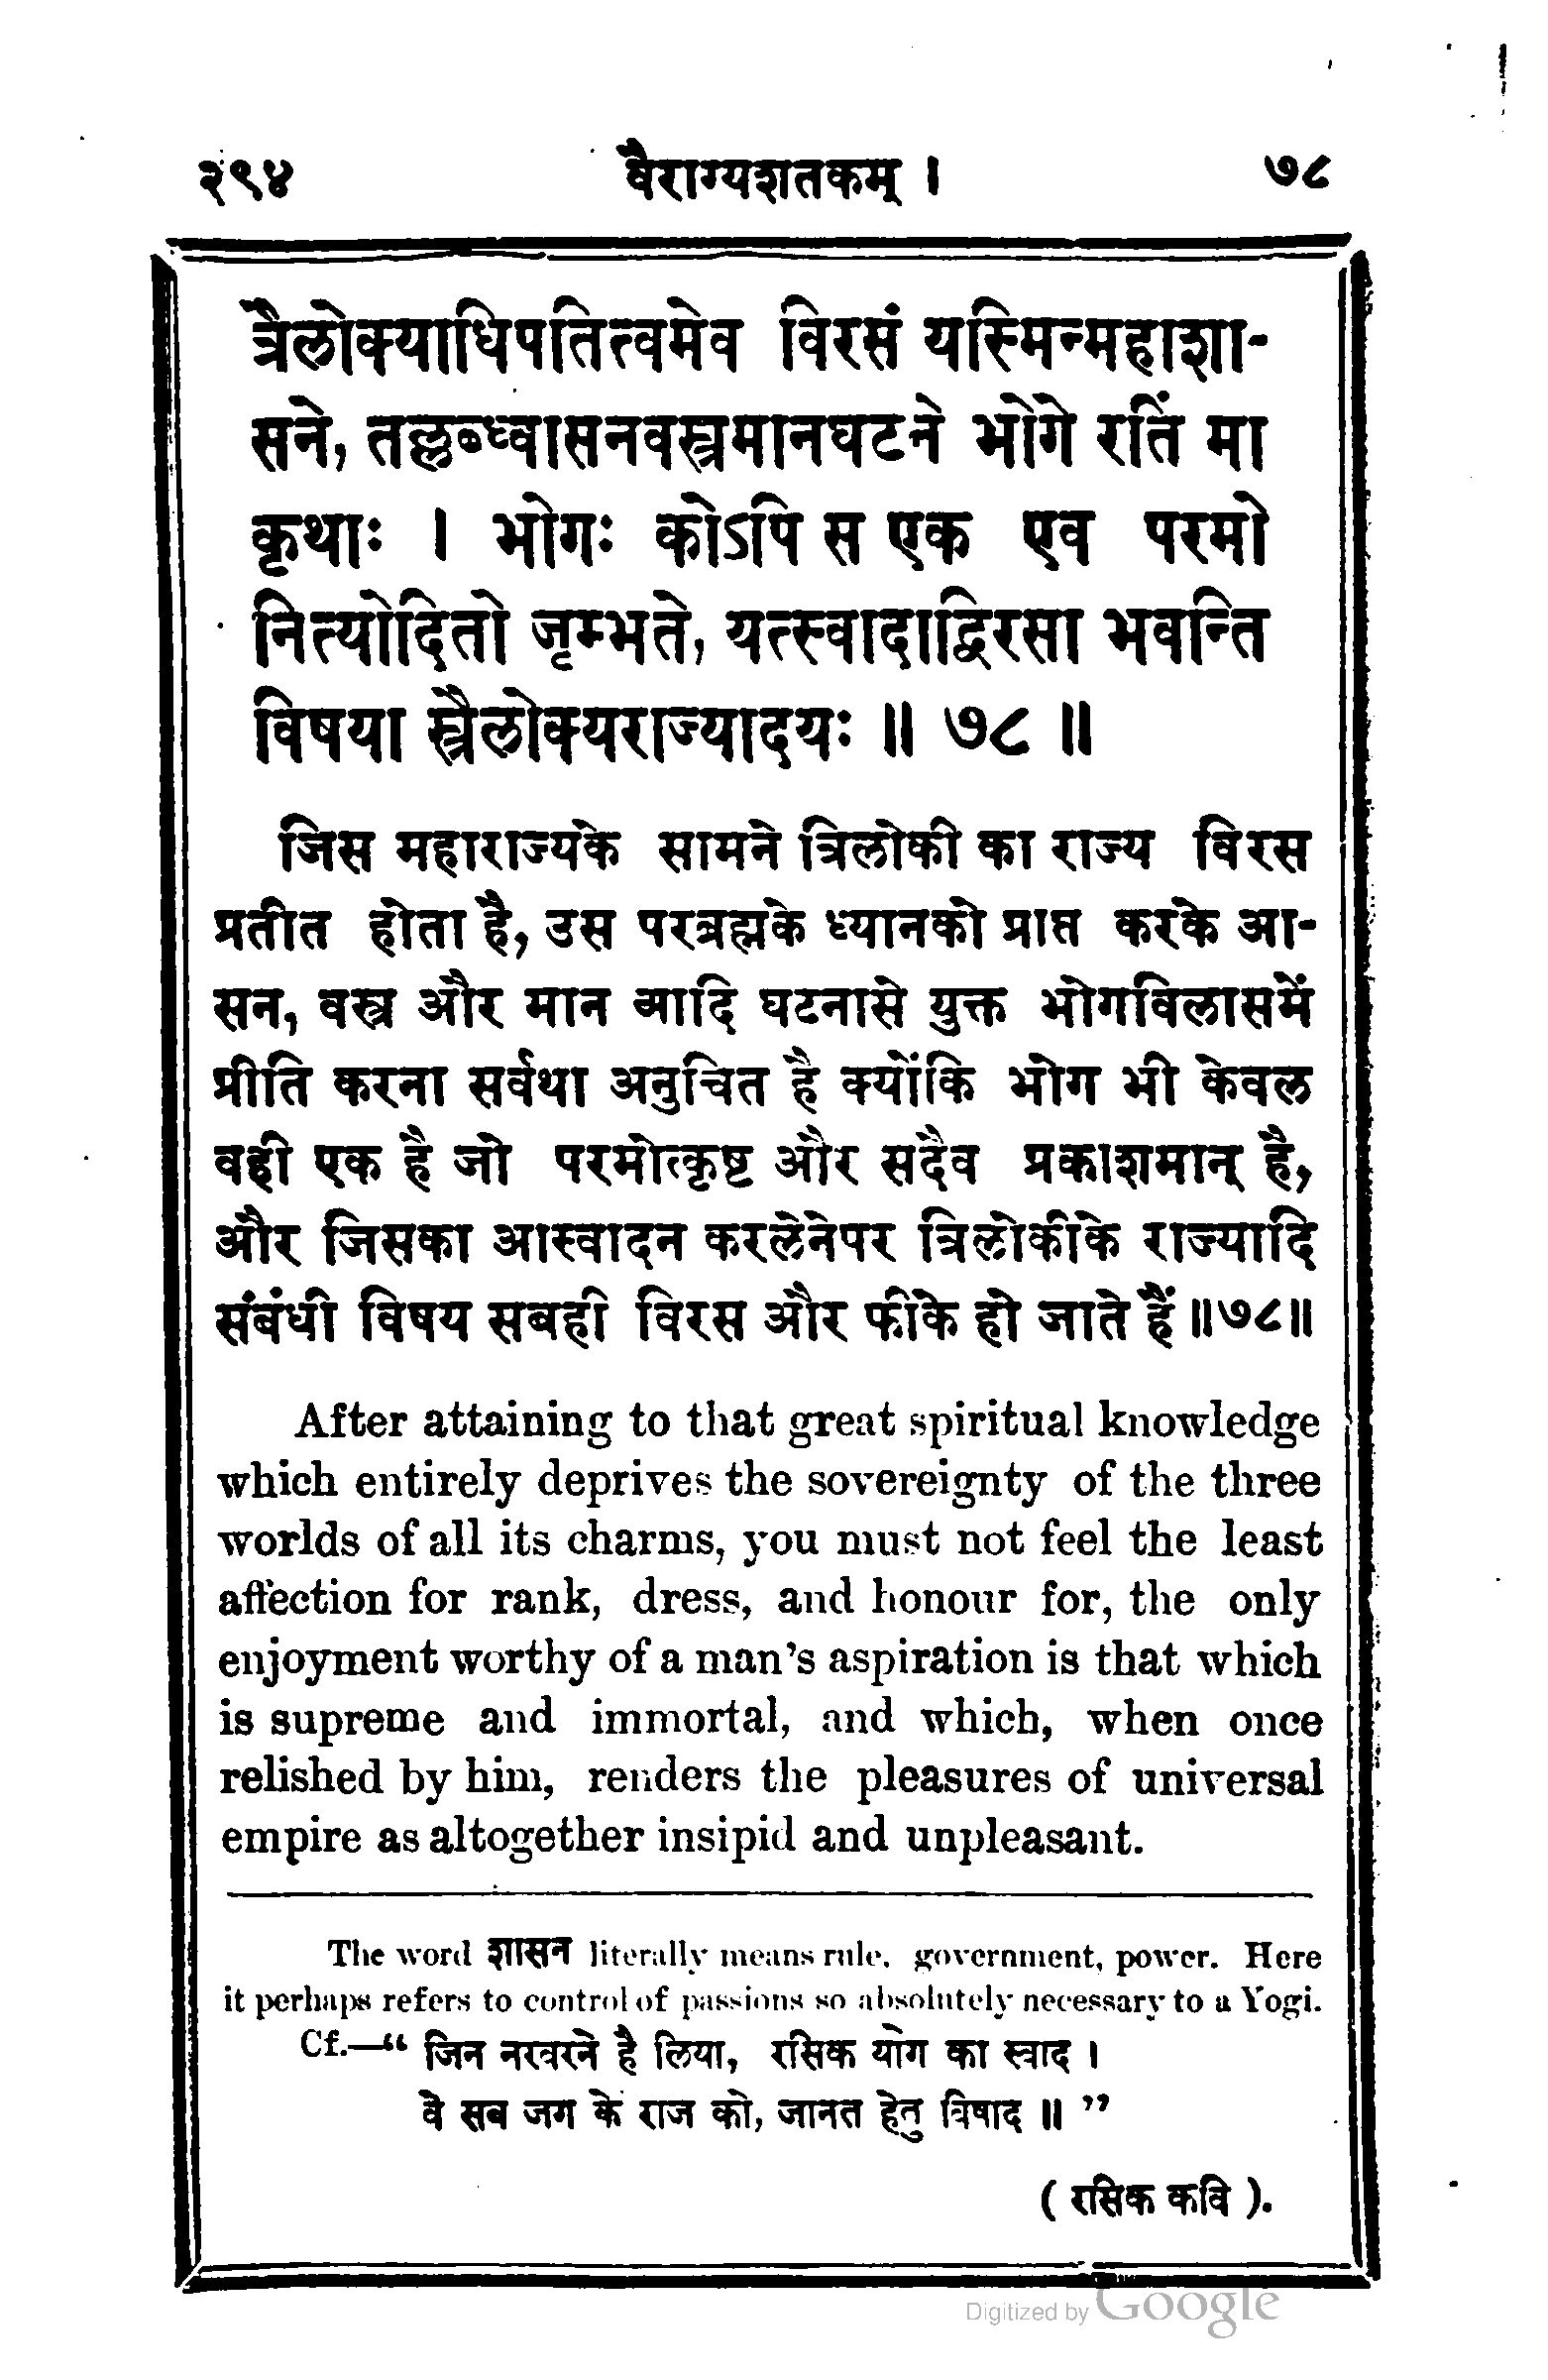 २९४ वैराग्यशतकम् । ७८
त्रैलोक्याधिपतित्वमेव विरसं यस्मिन्महाशा-
सने, तल्लब्ध्वासनवस्त्रमानघटने भोगे रतिं मा
कृथाः । भोगः कोऽपि स एक एव परमो
नित्योदितो जृम्भते, यत्स्वादाद्विरसा भवन्ति
विषया स्त्रैलोक्यराज्यादयः ॥ ७८ ॥
जिस महाराज्यके सामने त्रिलोकी का राज्य विरस
प्रतीत होता है, उस परब्रह्मके ध्यानको प्राप्त करके आ-
सन, वस्त्र और मान आदि घटनासे युक्त भोगविलासमें
प्रीति करना सर्वथा अनुचित है क्योंकि भोग भी केवल
वही एक है जो परमोत्कृष्ट और सदैव प्रकाशमान् है,
और जिसका आस्वादन करलेनेपर त्रिलोकीके राज्यादि
संबंधी विषय सबही विरस और फीके हो जाते हैं॥७८॥
After attaining to that great spiritual knowledge
which entirely deprives the sovereignty of the three
worlds of all its charms, you must not feel the least
affection for rank, dress, and honour for, the only
enjoyment worthy of a man's aspiration is that which
is supreme and immortal, and which, when once
relished by him, renders the pleasures of universal
empire as altogether insipid and unpleasant.
The word शासन literally means rule, government, power. Here
it perhaps refers to control of passions so absolutely necessary to a Yogi.
Cf.—“ जिन नरवरने है लिया, रसिक योग का स्वाद ।
वे सब जग के राज को, जानत हेतु विषाद ॥ ”
( रसिक कवि ).
Digitized by Google